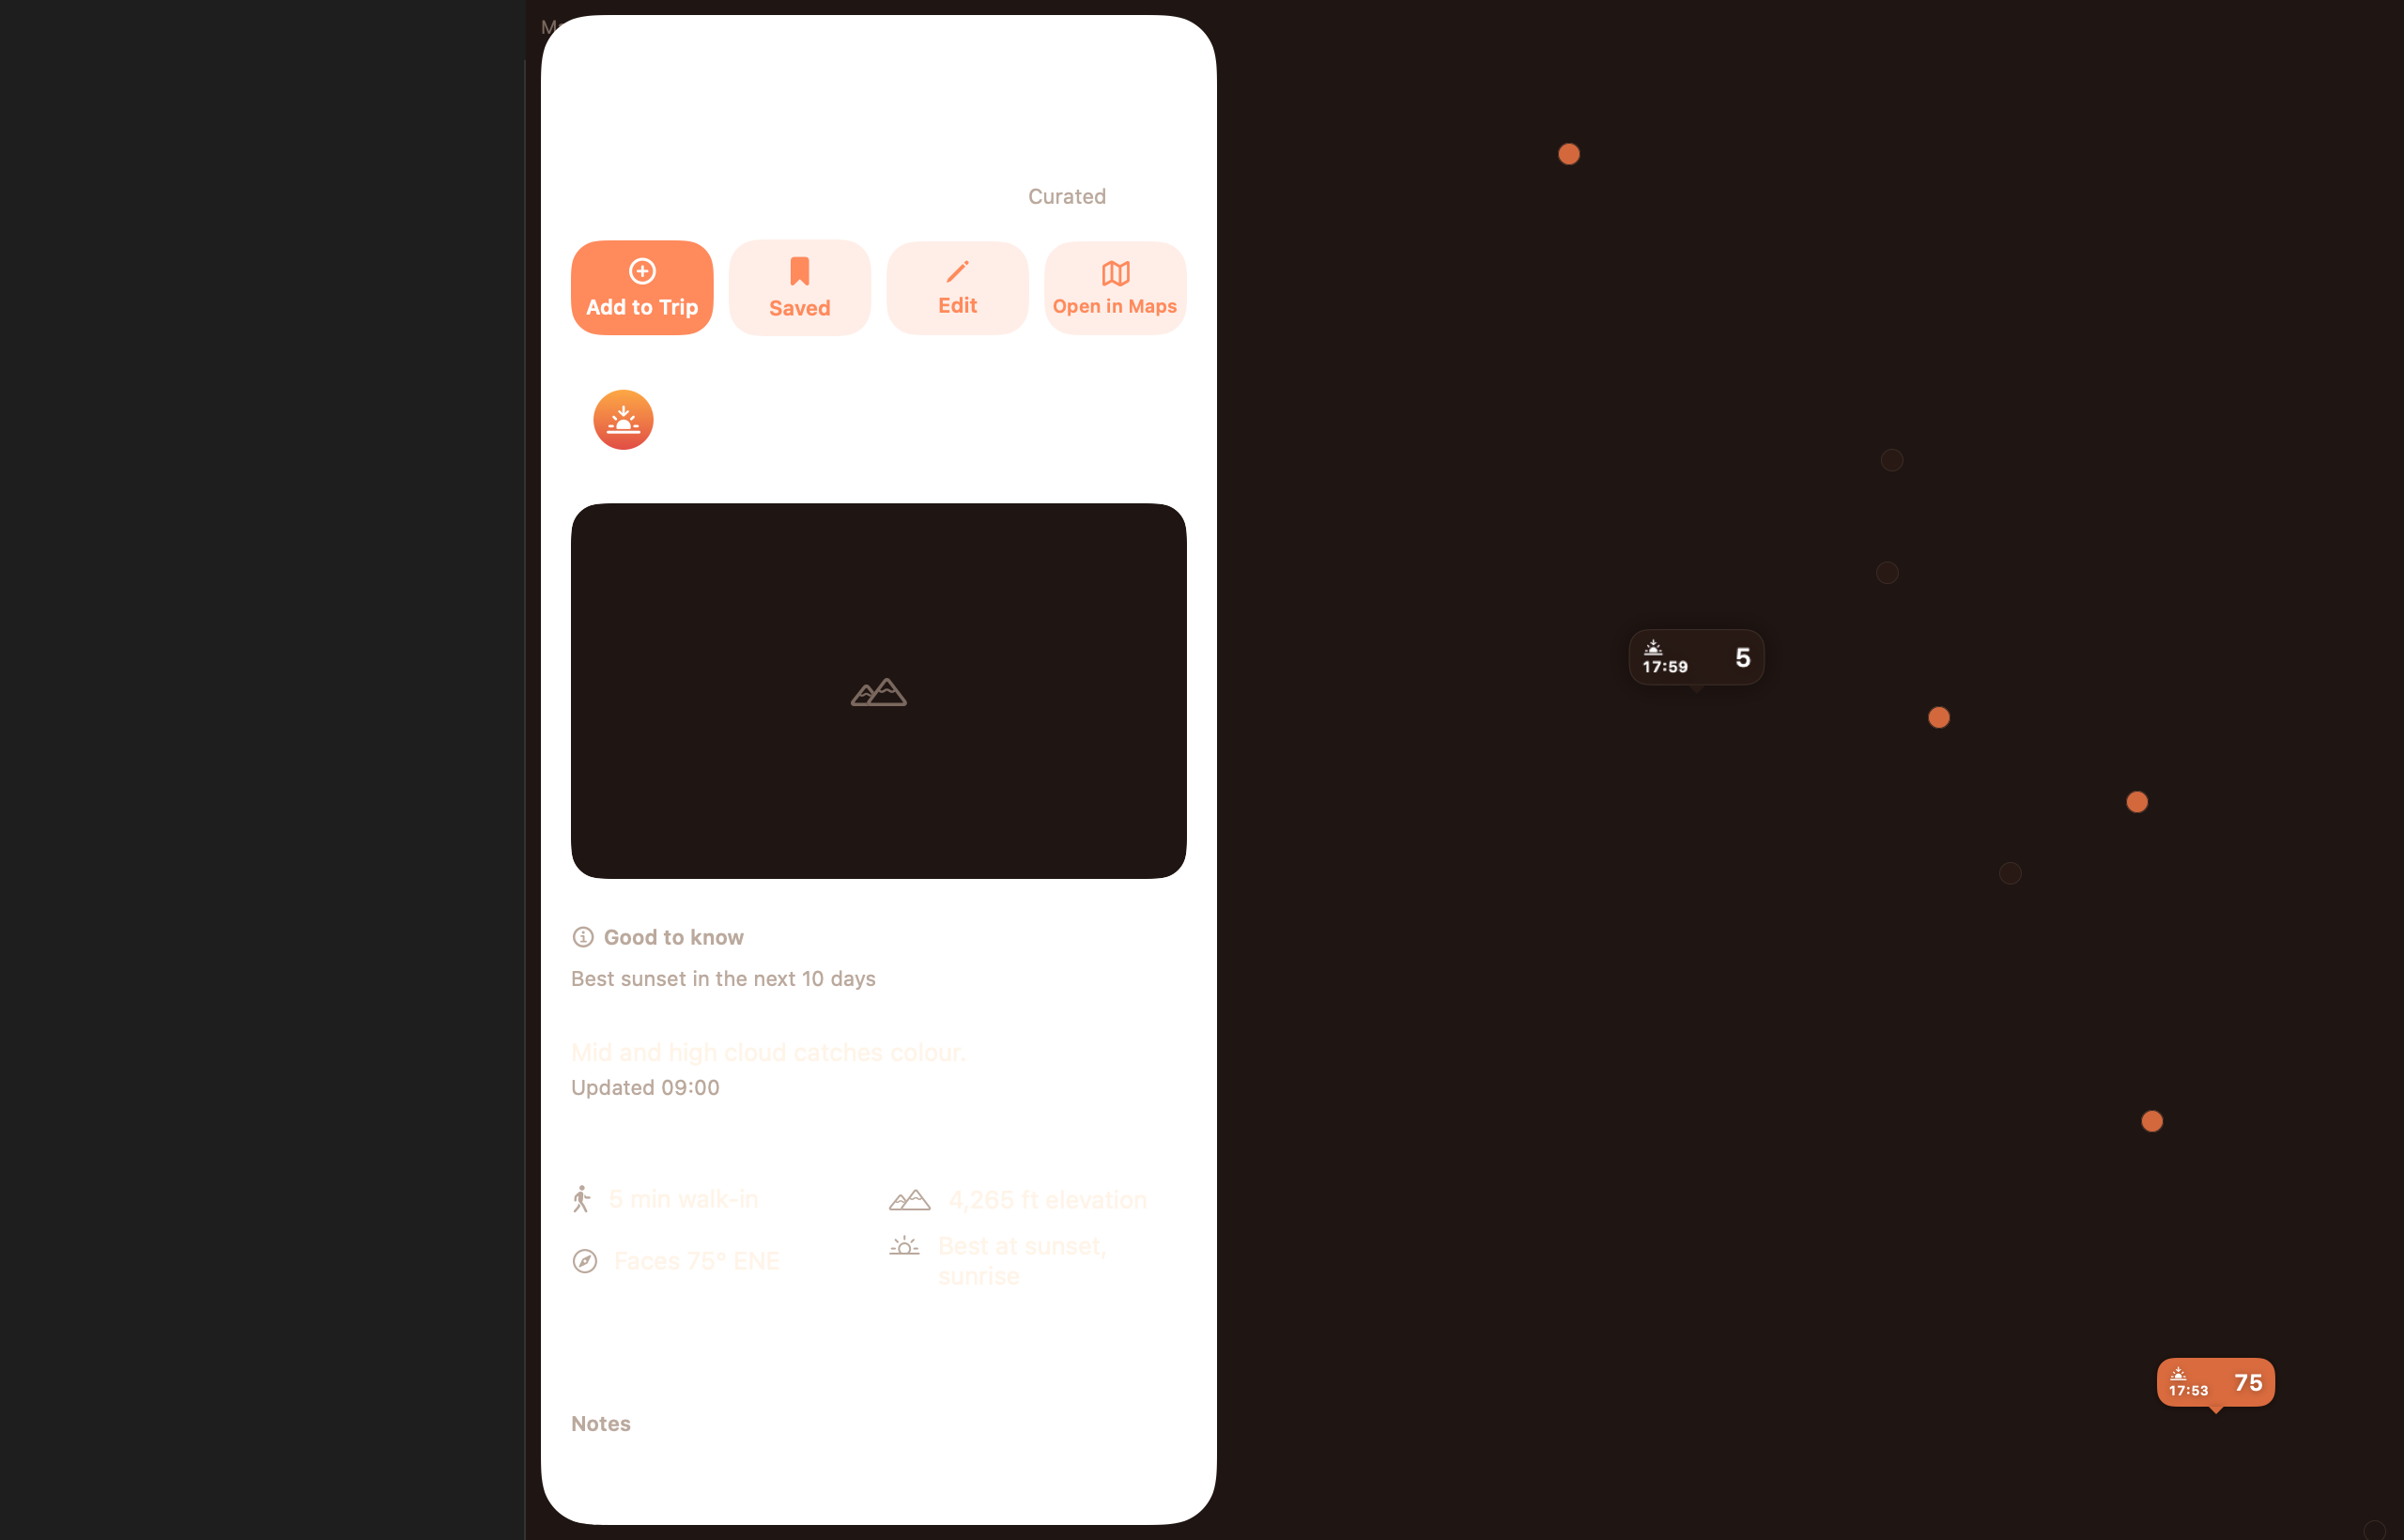 Curated
Add to Trip
Saved
Edit
Open in Maps
Good to know
Best sunset in the next 10 days
Mid and high cloud catches colour.
Updated 09:00
5 min walk-in
4,265 ft elevation
Faces 75° ENE
Best at sunset,
sunrise
Notes
17:59
5
17:53
75